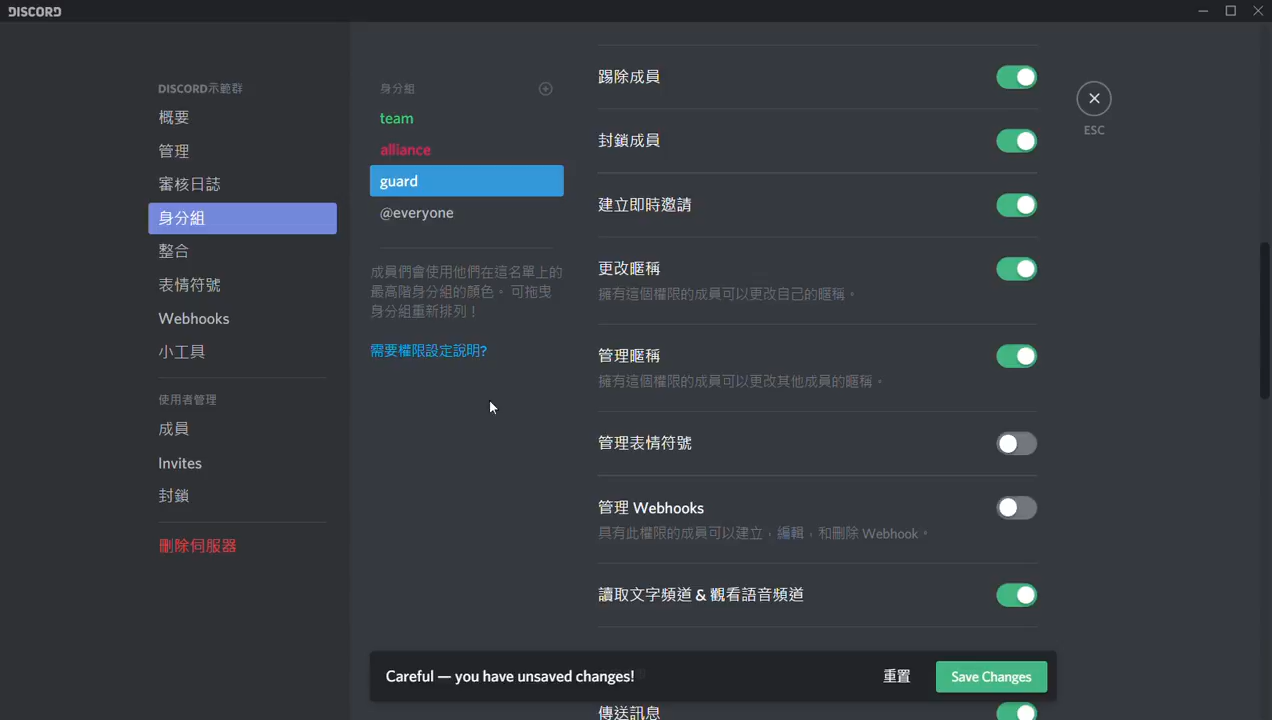 DISCORD
DISCORD示範群
概要
管理
審核日誌
身分組
整合
表情符號
Webhooks
小工具
使用者管理
成員
Invites
封鎖
刪除伺服器
身分組
team
alliance
guard
@everyone
成員們會使用他們在這名單上的
最高階身分組的顏色。可拖曳
身分組重新排列！
需要權限設定說明?
踢除成員
封鎖成員
建立即時邀請
更改暱稱
擁有這個權限的成員可以更改自己的暱稱。
管理暱稱
擁有這個權限的成員可以更改其他成員的暱稱。
管理表情符號
管理 Webhooks
具有此權限的成員可以建立，編輯，和刪除 Webhook。
讀取文字頻道 & 觀看語音頻道
傳送訊息
ESC
Careful — you have unsaved changes!
重置
Save Changes